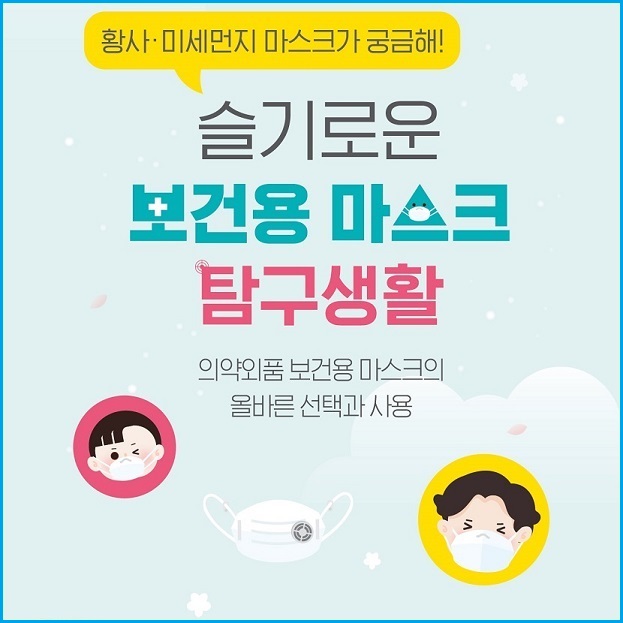 황사·미세먼지 마스크가 궁금해!
슬기로운
보건용 마스크
탐구생활
의약외품 보건용 마스크의
올바른 선택과 사용